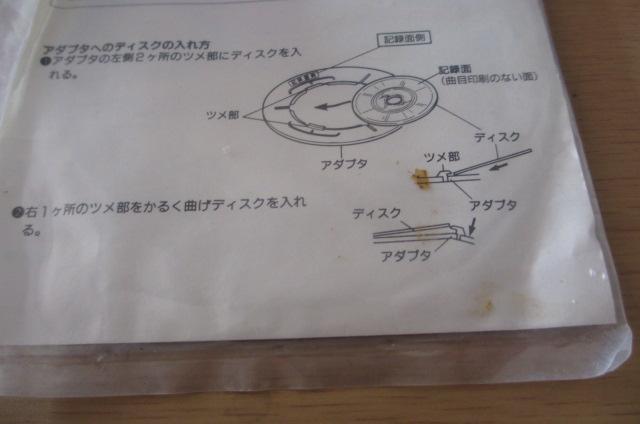 アダプタへのディスクの入れ方
❶アダプタの左側２ヶ所のツメ部にディスクを入
れる。
記録面側
記録面
(曲目印刷のない面)
ツメ部
ディスク
アダプタ
ツメ部
アダプタ
❷右１ヶ所のツメ部をかるく曲げディスクを入れ
る。
ディスク
アダプタ